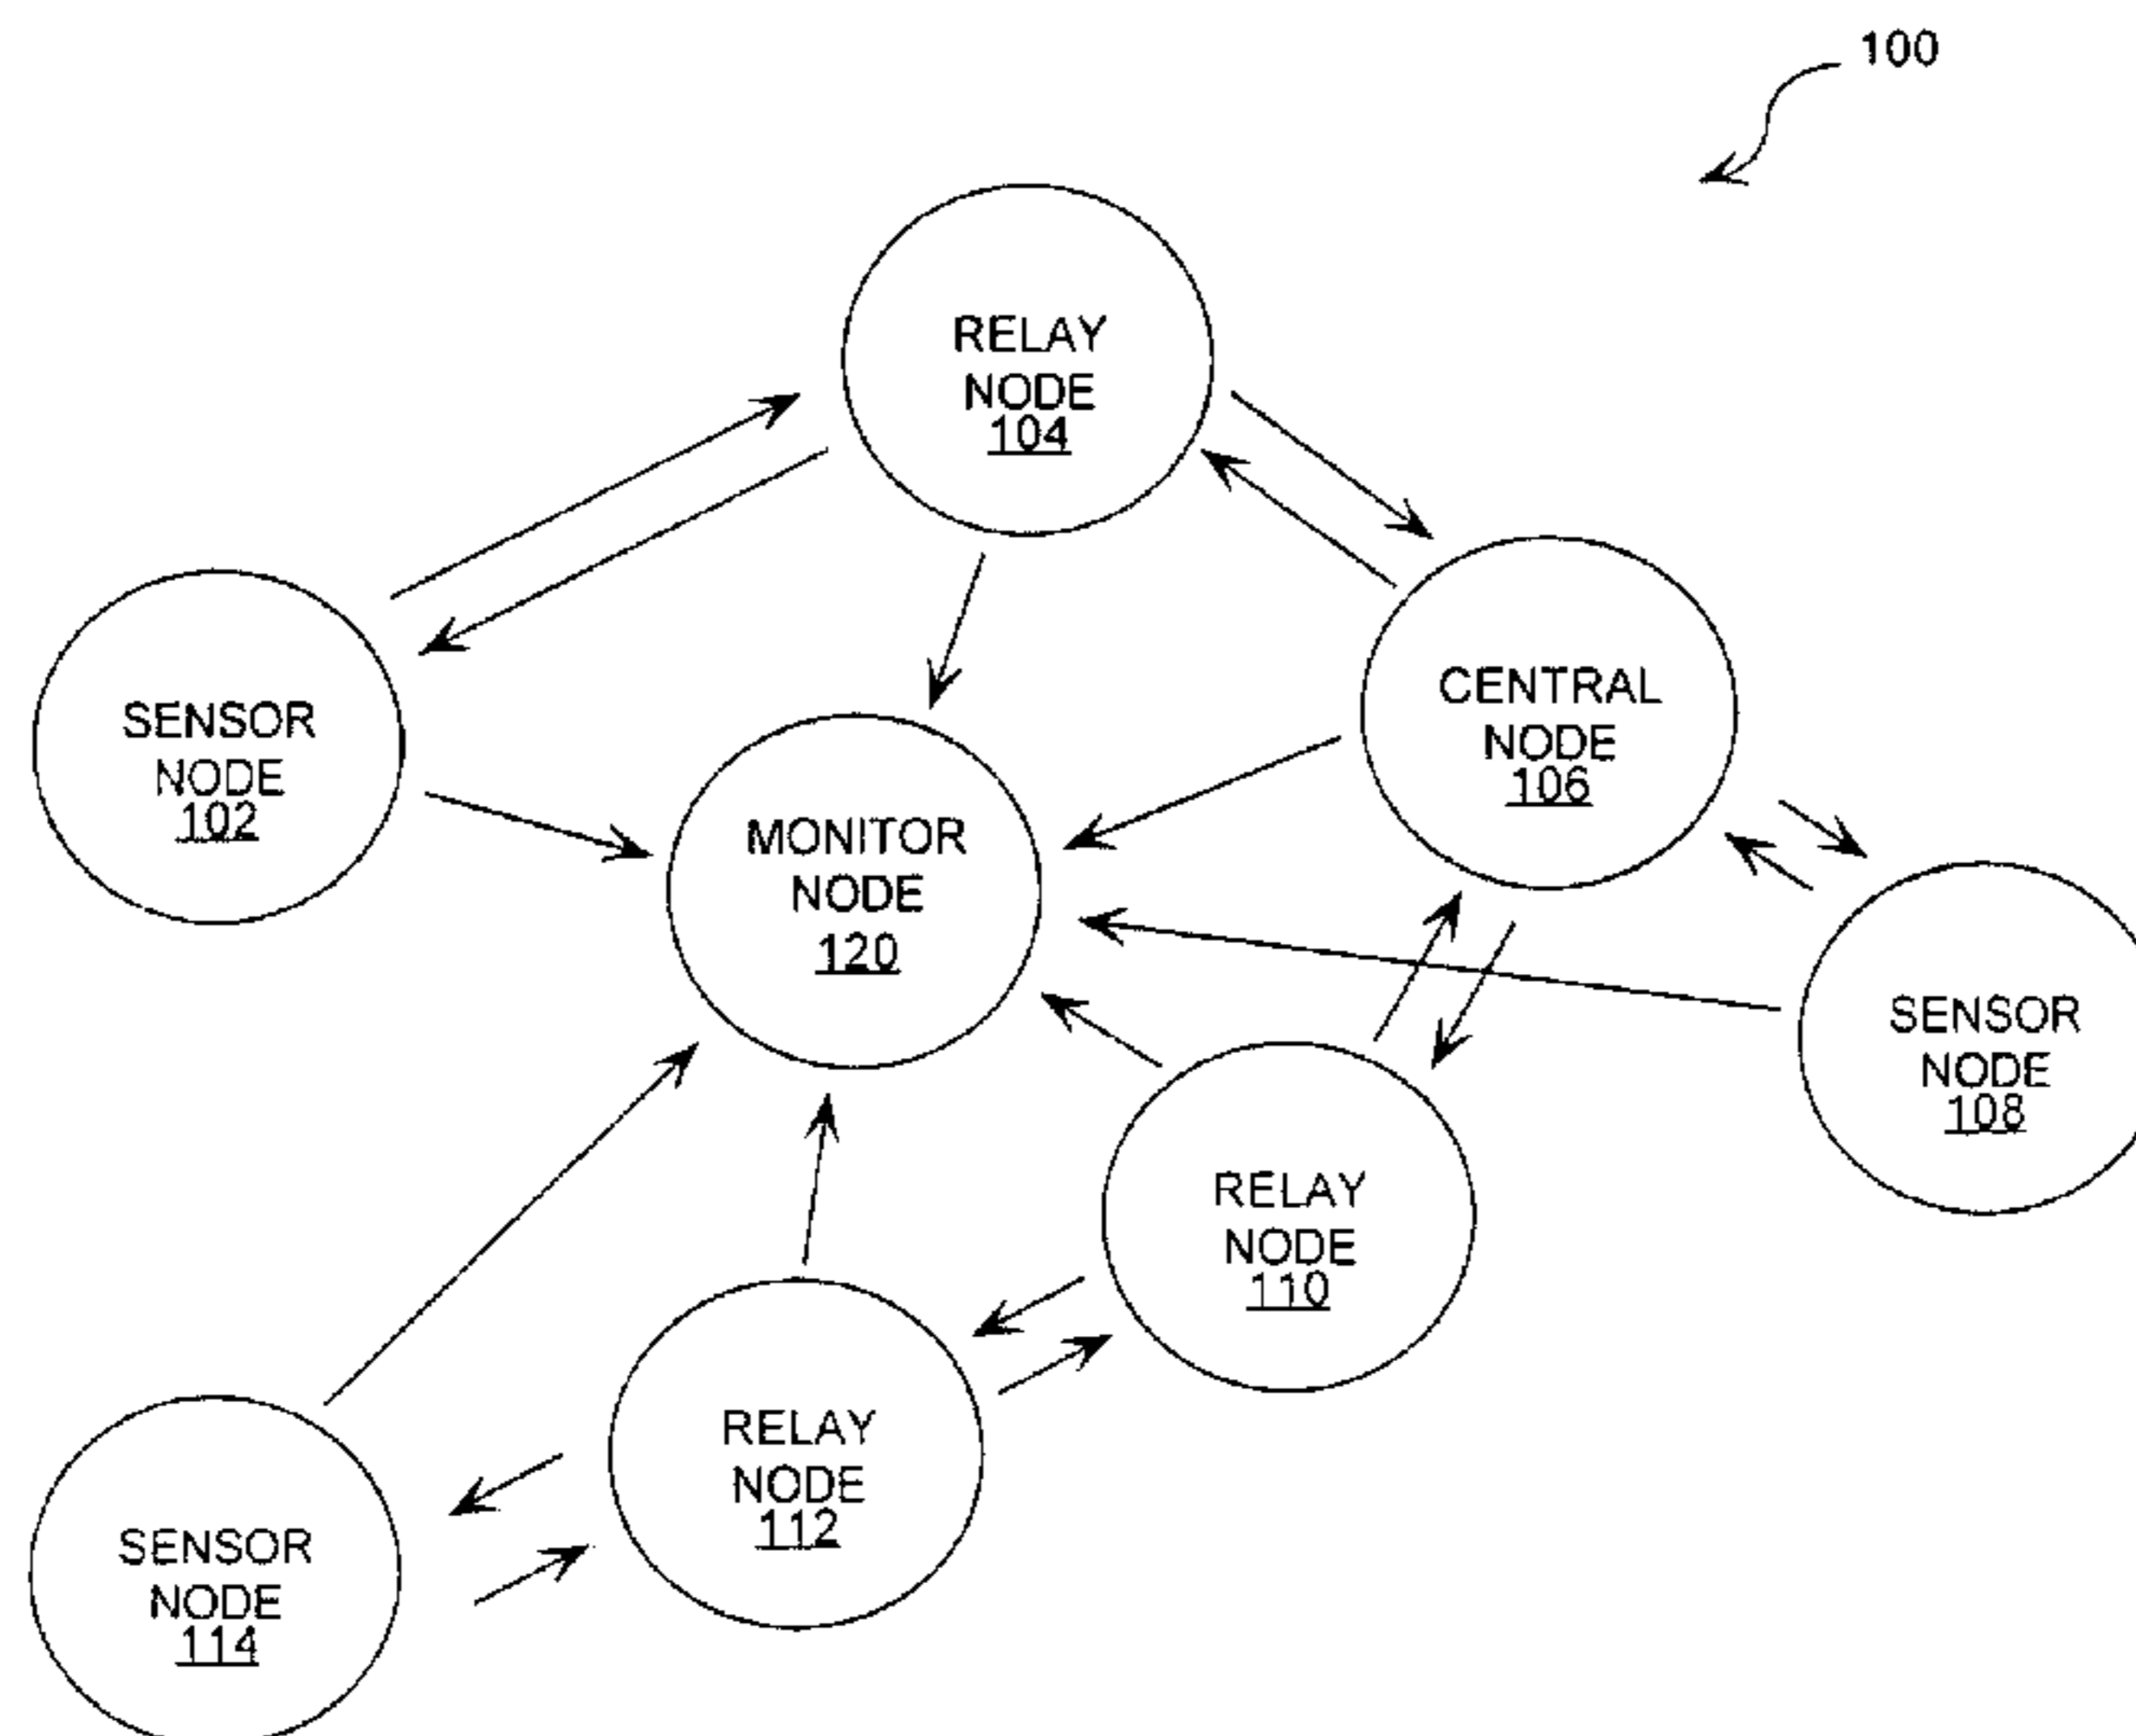 100
RELAY
NODE
104
CENTRAL
NODE
106
SENSOR
NODE
102
MONITOR
NODE
120
SENSOR
NODE
108
RELAY
NODE
110
RELAY
NODE
112
SENSOR
NODE
114